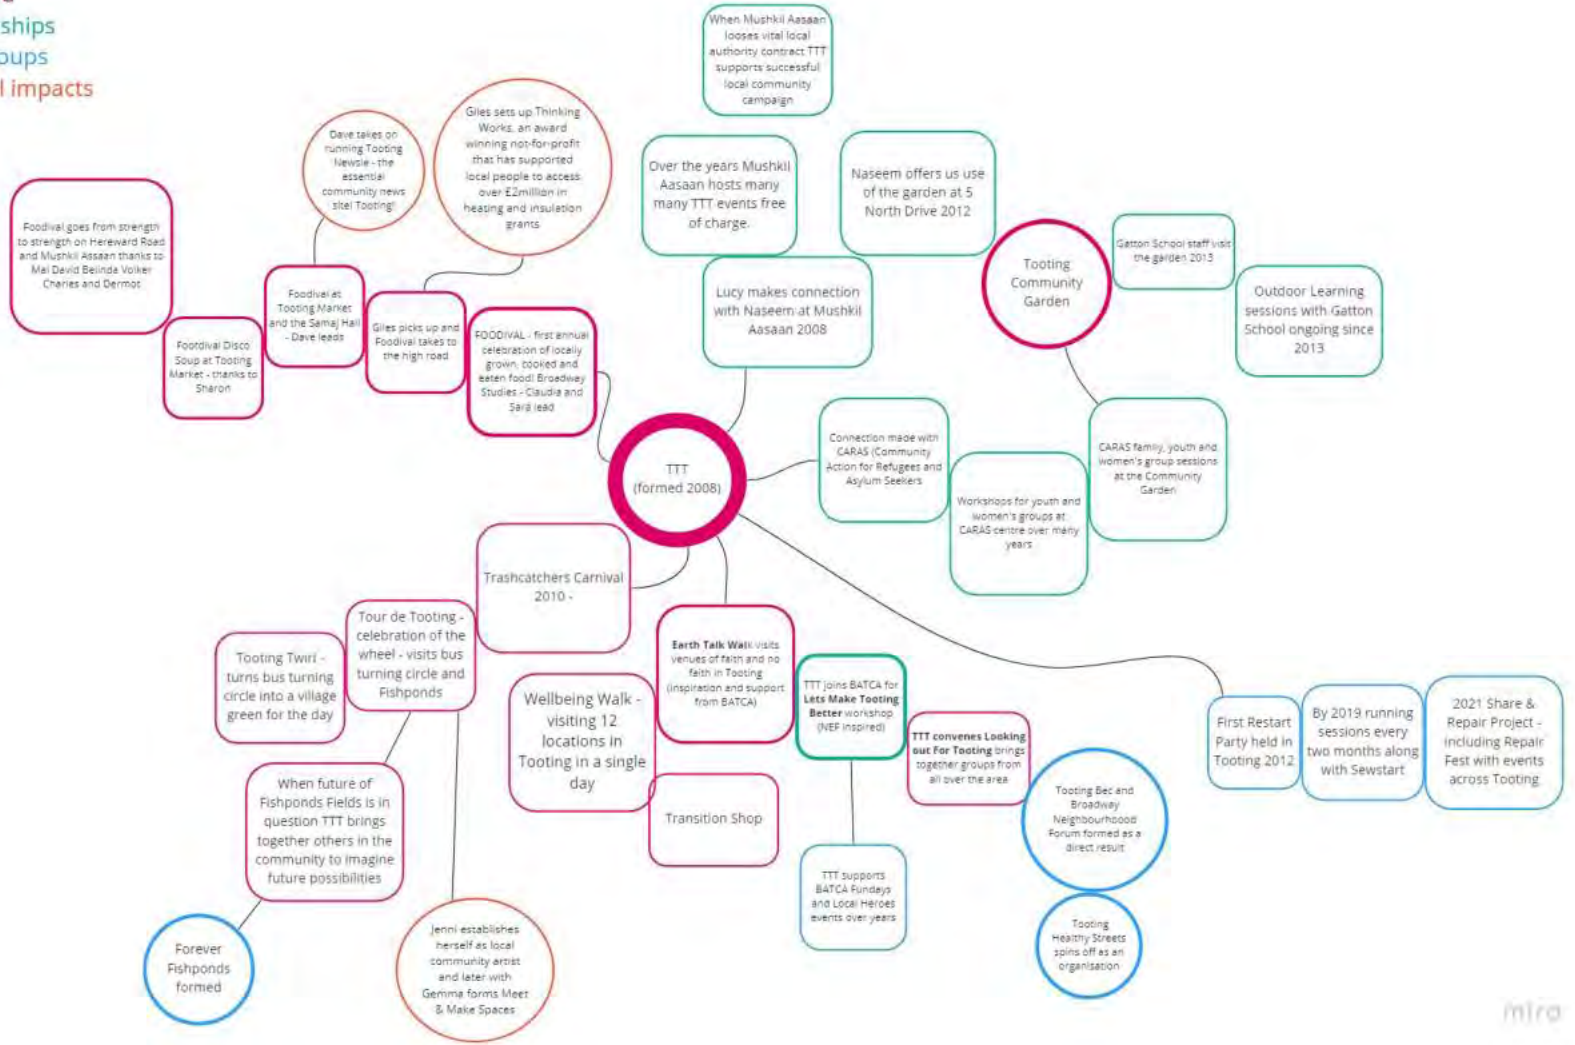 ships
oups
l impacts
When Mushkil Aasaan
looses vital local
authority contract TTT
supports successful
local community
campaign
Dave takes on
running Tooting
Newsie - the
essential
community news
site! Tooting!
Giles sets up Thinking
Works, an award
winning not-for-profit
that has supported
local people to access
over £2million in
heating and insulation
grants
Over the years Mushkil
Aasaan hosts many
many TTT events free
of charge.
Naseem offers us use
of the garden at 5
North Drive 2012
Tooting
Community
Garden
Gatton School staff visit
the garden 2013
Outdoor Learning
sessions with Gatton
School ongoing since
2013
Foodival goes from strength
to strength on Hereward Road
and Mushkil Assaan thanks to
Mai David Belinda Volker
Charles and Dermot
Footdival Disco
Soup at Tooting
Market - thanks to
Sharon
Foodival at
Tooting Market
and the Samaj Hall
- Dave leads
Giles picks up and
Foodival takes to
the high road
FOODIVAL - first annual
celebration of locally
grown, cooked and
eaten food! Broadway
Studies - Claudia and
Sara lead
Lucy makes connection
with Naseem at Mushkil
Aasaan 2008
TTT
(formed 2008)
Connection made with
CARAS (Community
Action for Refugees and
Asylum Seekers
Workshops for youth and
women's groups at
CARAS centre over many
years
CARAS family, youth and
women's group sessions
at the Community
Garden
Trashcatchers Carnival
2010 -
Tour de Tooting -
celebration of the
wheel - visits bus
turning circle and
Fishponds
Tooting Twirl -
turns bus turning
circle into a village
green for the day
When future of
Fishponds Fields is in
question TTT brings
together others in the
community to imagine
future possibilities
Forever
Fishponds
formed
Jenni establishes
herself as local
community artist
and later with
Gemma forms Meet
& Make Spaces
Earth Talk Walk visits
venues of faith and no
faith in Tooting
(inspiration and support
from BATCA)
Wellbeing Walk -
visiting 12
locations in
Tooting in a single
day
Transition Shop
TTT joins BATCA for
Lets Make Tooting
Better workshop
(NEF inspired)
TTT supports
BATCA Fundays
and Local Heroes
events over years
TTT convenes Looking
out For Tooting brings
together groups from
all over the area
Tooting Bec and
Broadway
Neighbourhoood
Forum formed as a
direct result
Tooting
Healthy Streets
spins off as an
organisation
First Restart
Party held in
Tooting 2012
By 2019 running
sessions every
two months along
with Sewstart
2021 Share &
Repair Project -
including Repair
Fest with events
across Tooting
miro